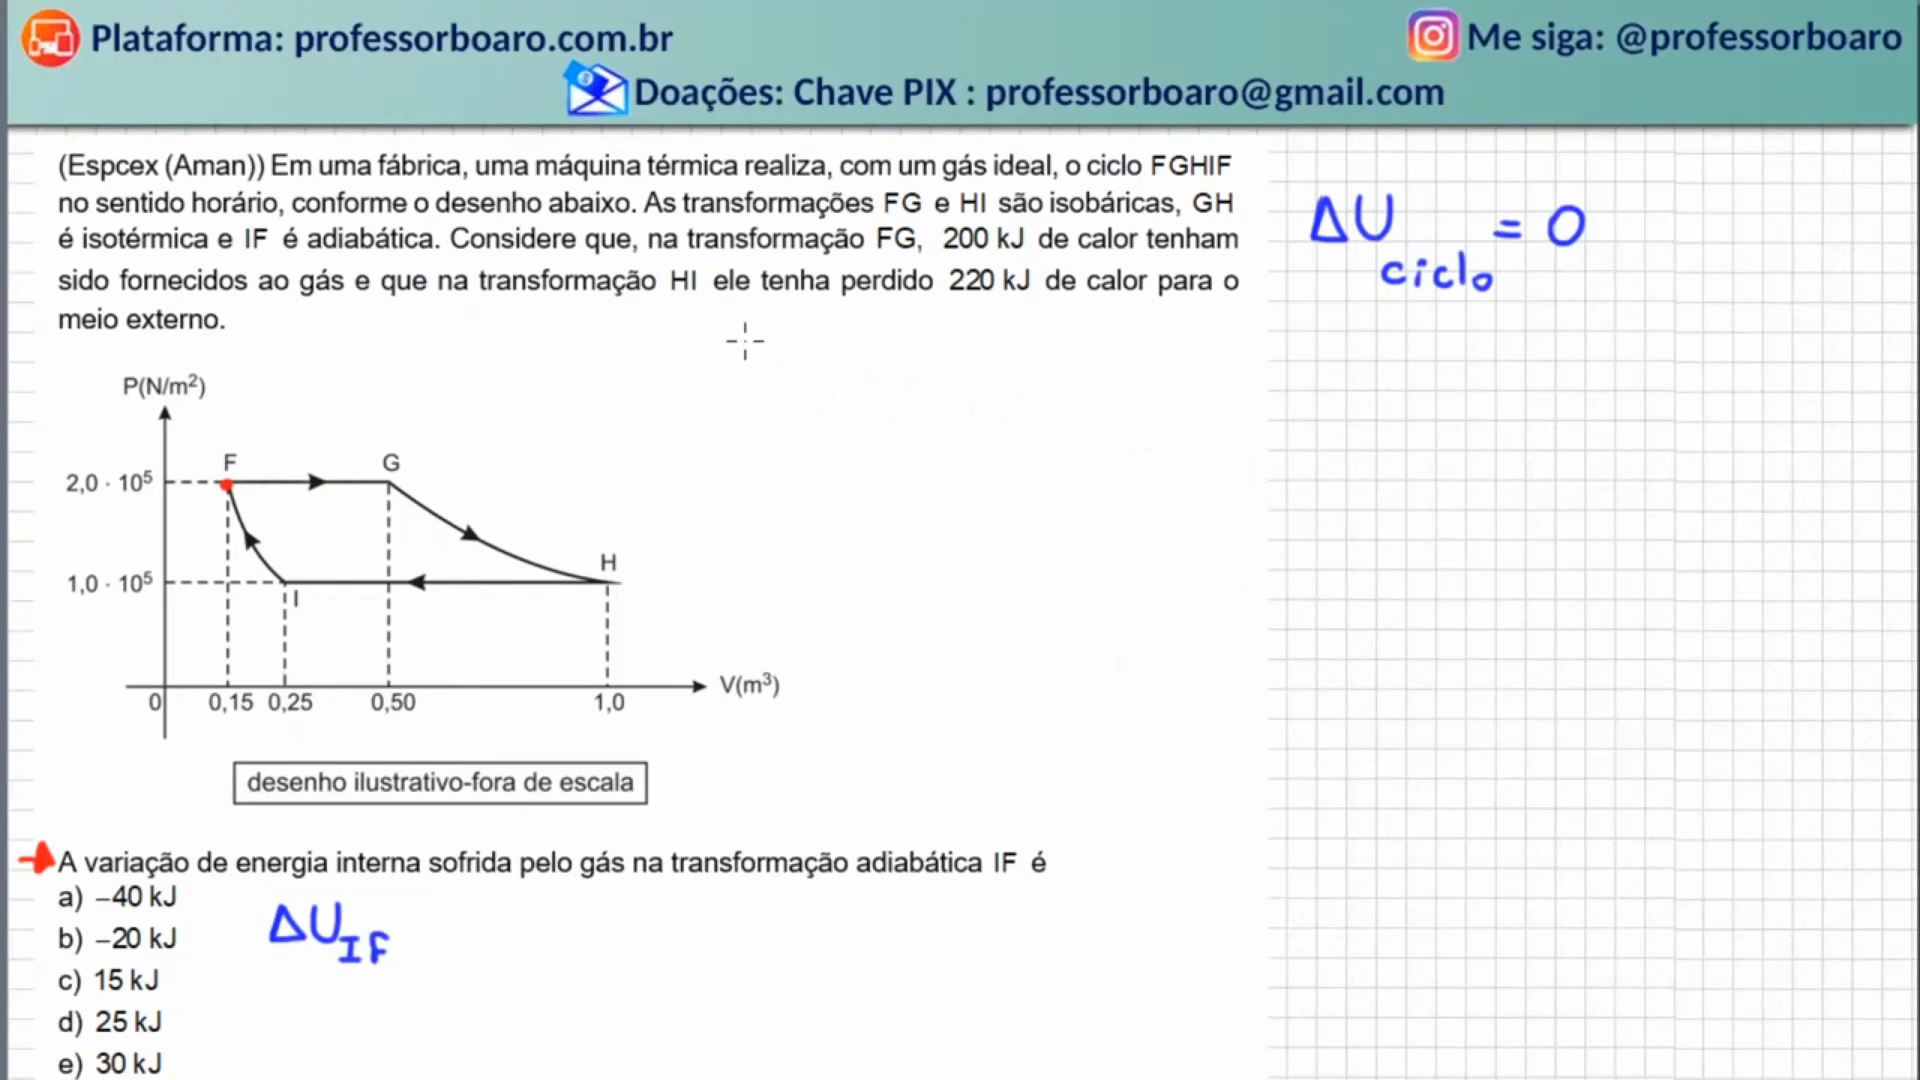 Plataforma: professorboaro.com.br
Me siga: @professorboaro
Doações: Chave PIX : professorboaro@gmail.com
(Espcex (Aman)) Em uma fábrica, uma máquina térmica realiza, com um gás ideal, o ciclo FGHIF
no sentido horário, conforme o desenho abaixo. As transformações FG e HI são isobáricas, GH
é isotérmica e IF é adiabática. Considere que, na transformação FG, 200 kJ de calor tenham
sido fornecidos ao gás e que na transformação HI ele tenha perdido 220 kJ de calor para o
meio externo.
ΔU ciclo = 0
P(N/m²)
F
G
2,0 · 10⁵
H
1,0 · 10⁵
I
V(m³)
0
0,15
0,25
0,50
1,0
desenho ilustrativo-fora de escala
A variação de energia interna sofrida pelo gás na transformação adiabática IF é
a) –40 kJ
b) –20 kJ
c) 15 kJ
d) 25 kJ
e) 30 kJ
ΔU IF